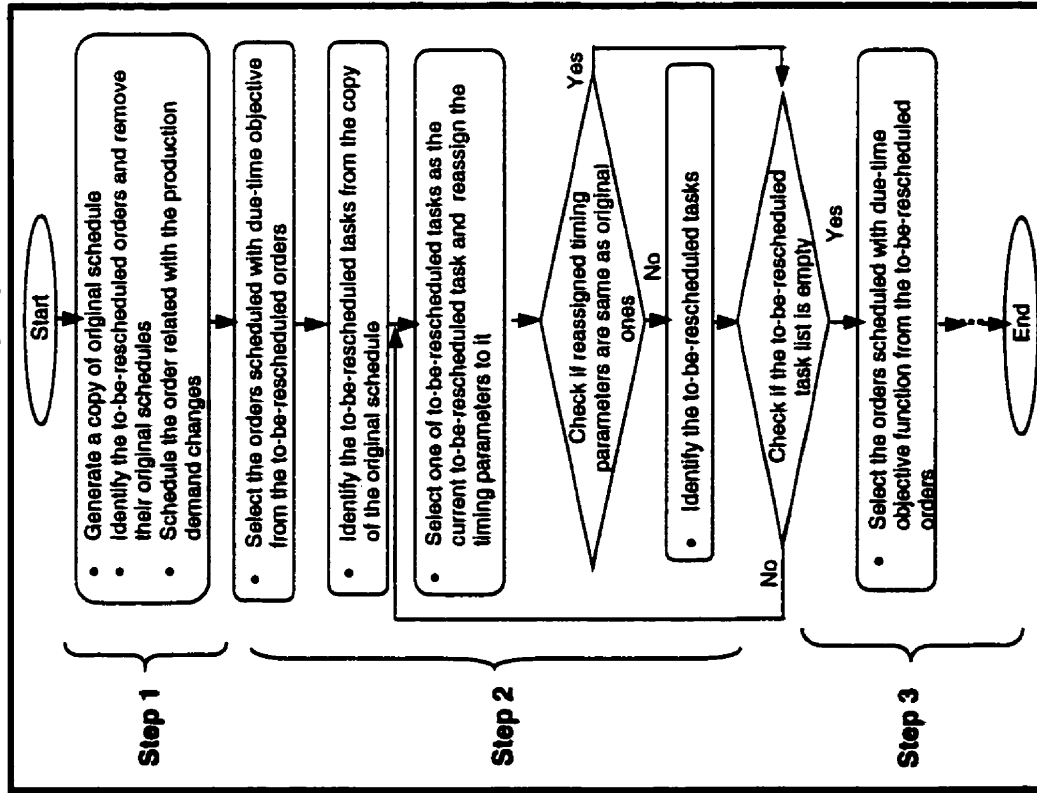 Start
Step 1
• Generate a copy of original schedule
• Identify the to-be-rescheduled orders and remove
their original schedules
• Schedule the order related with the production
demand changes
Step 2
• Select the orders scheduled with due-time objective
from the to-be-rescheduled orders
• Identify the to-be-rescheduled tasks from the copy
of the original schedule
• Select one of to-be-rescheduled tasks as the
current to-be-rescheduled task and reassign the
timing parameters to it
Check if reassigned timing
parameters are same as original
ones
Yes
No
• Identify the to-be-rescheduled tasks
Check if the to-be-rescheduled
task list is empty
No
Yes
Step 3
• Select the orders scheduled with due-time
objective function from the to-be-rescheduled
orders
End